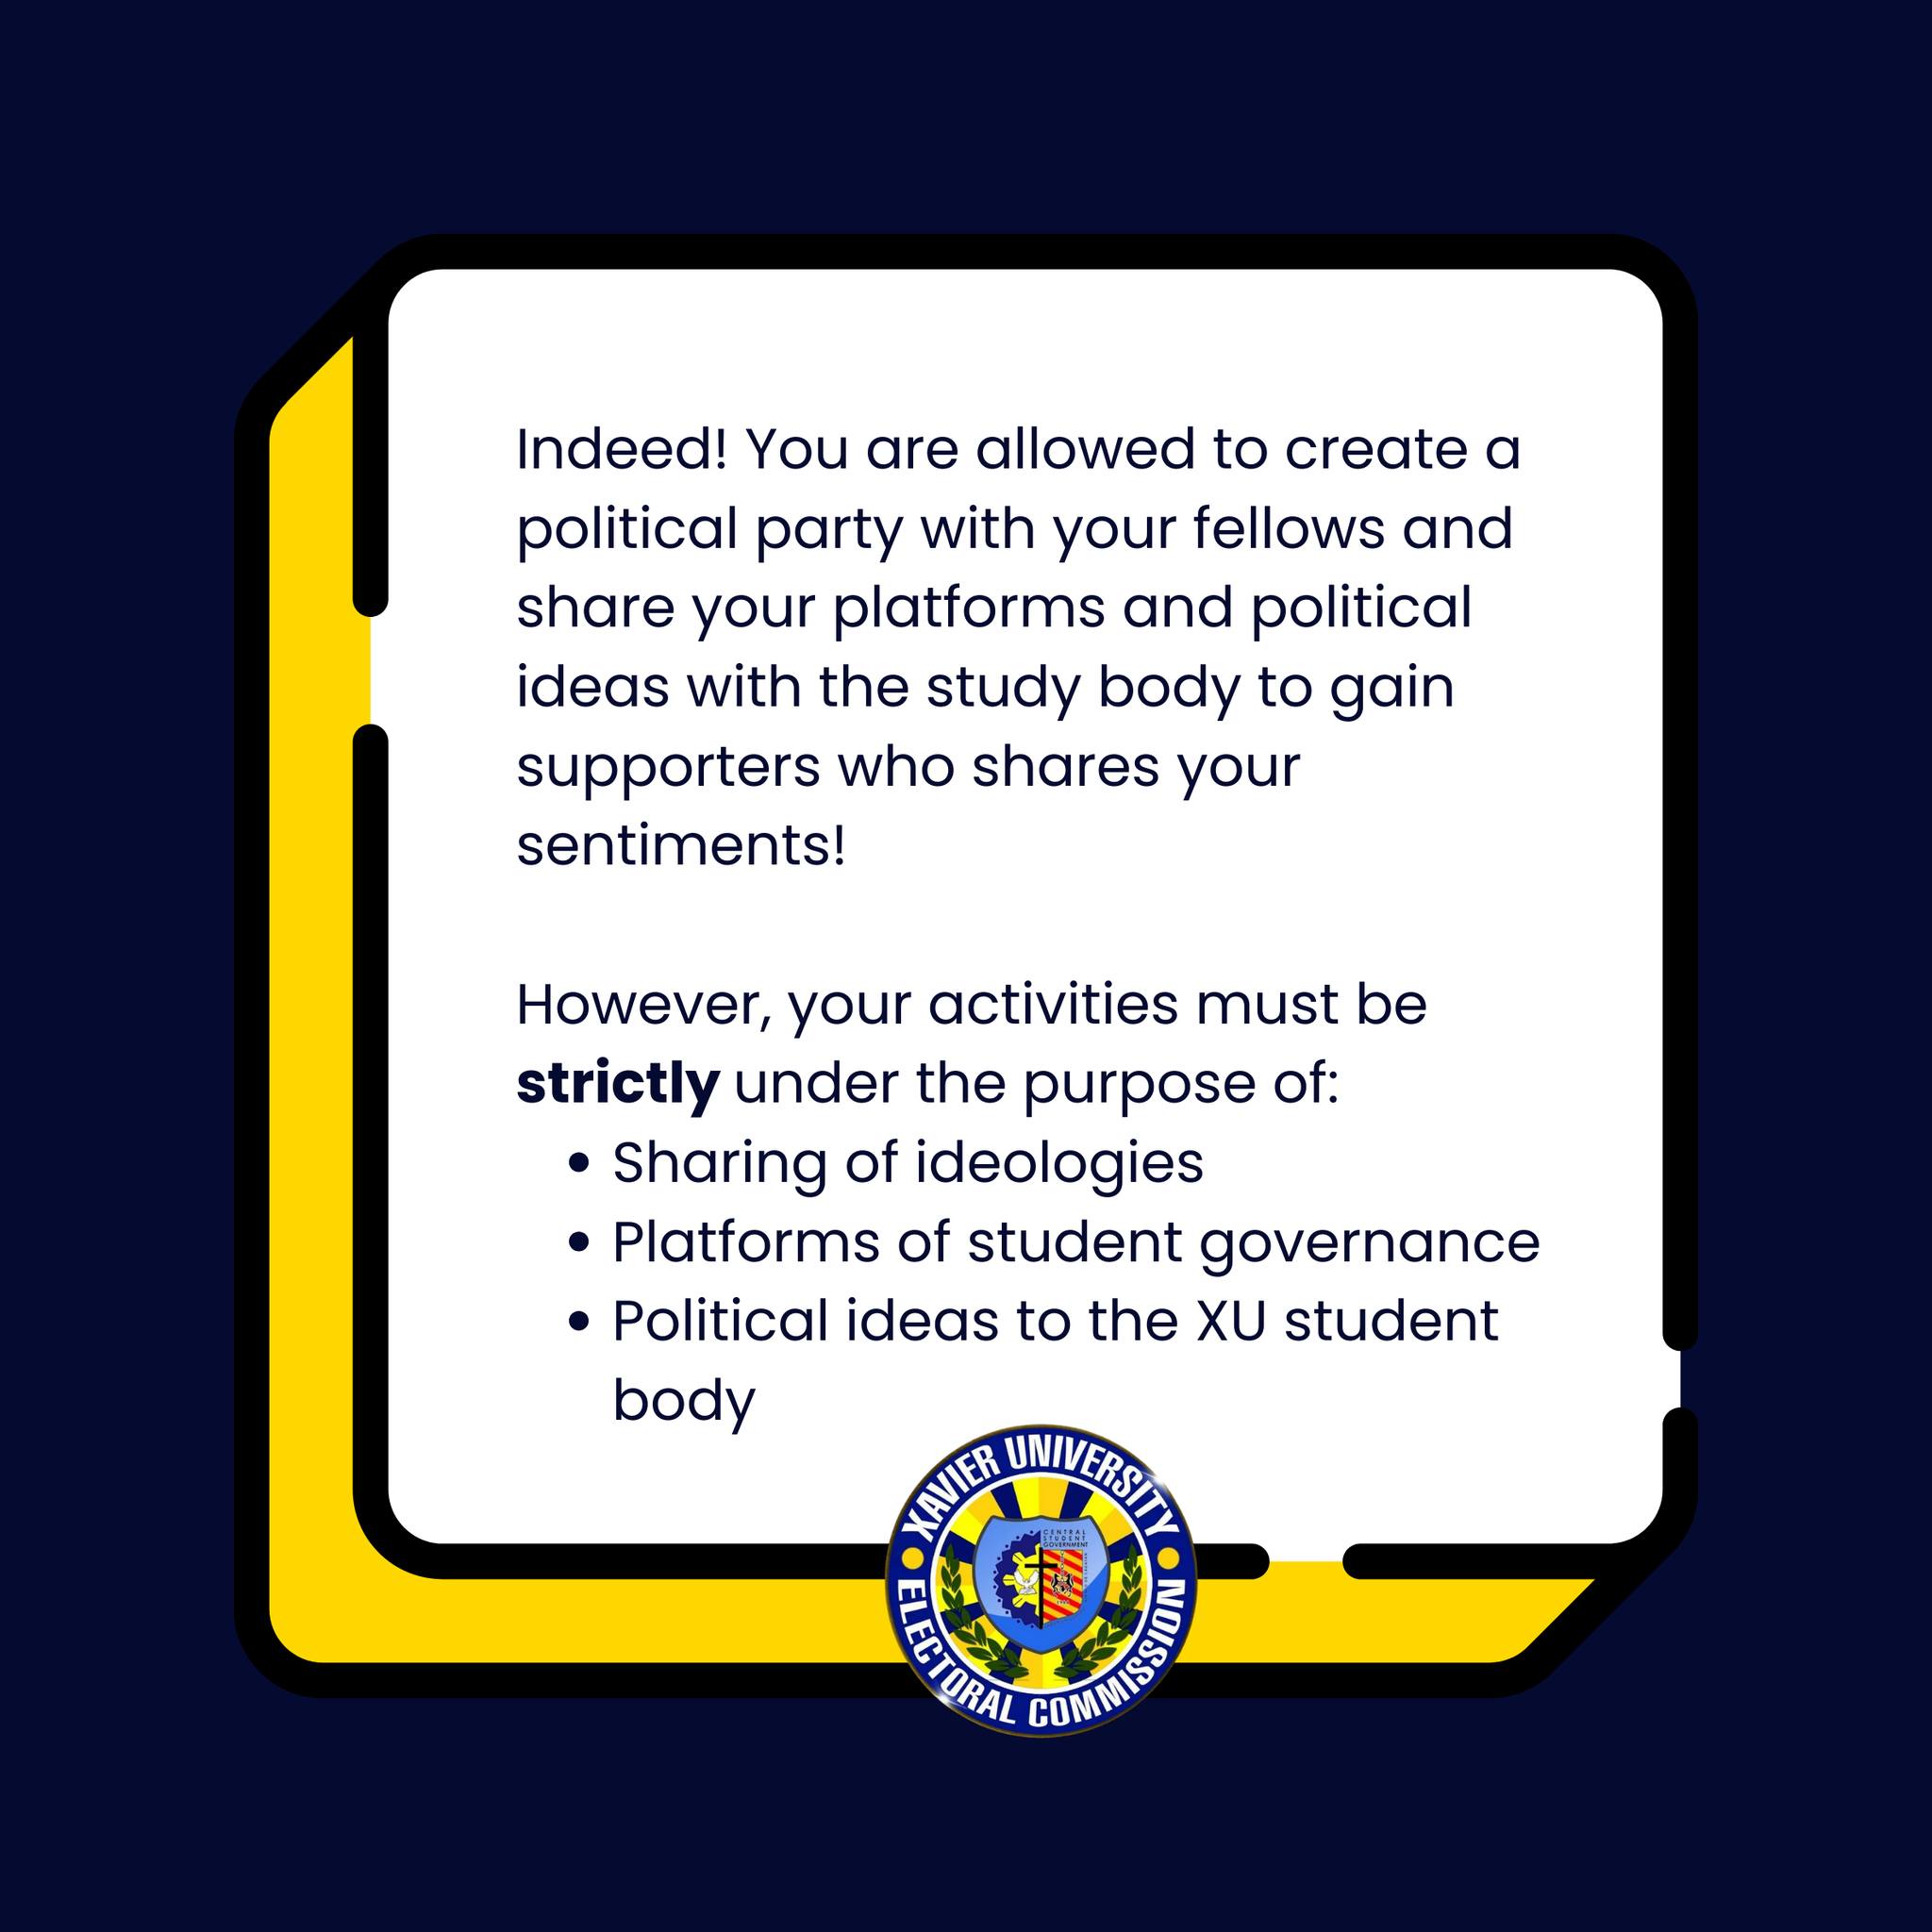 Indeed! You are allowed to create a
political party with your fellows and
share your platforms and political
ideas with the study body to gain
supporters who shares your
sentiments!
However, your activities must be
strictly under the purpose of:
• Sharing of ideologies
• Platforms of student governance
• Political ideas to the XU student
body
XAVIER UNIVERSITY
CENTRAL
STUDENT
GOVERNMENT
ELECTORAL COMMISSION